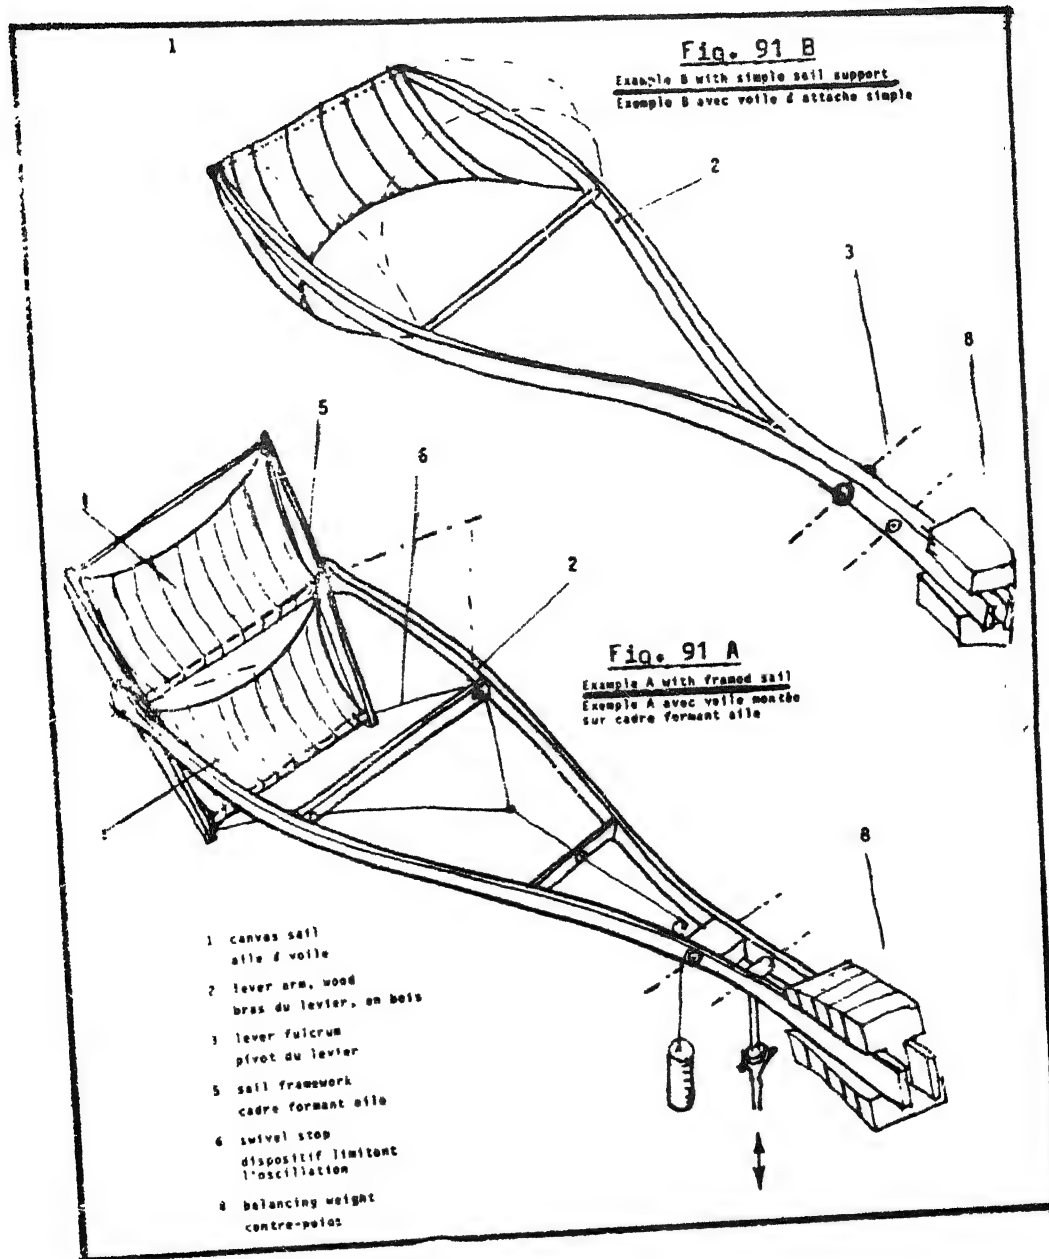 1
Fig. 91 B
Example B with simple sail support
Example B avec voile à attache simple
2
3
8
5
6
2
Fig. 91 A
Example A with framed sail
Example A avec voile montée
sur cadre formant aile
8
1 canvas sail
aile à voile
2 lever arm, wood
bras du levier, en bois
3 lever fulcrum
pivot du levier
5 sail framework
cadre formant aile
6 swivel stop
dispositif limitant
l'oscillation
8 balancing weight
contre-poids